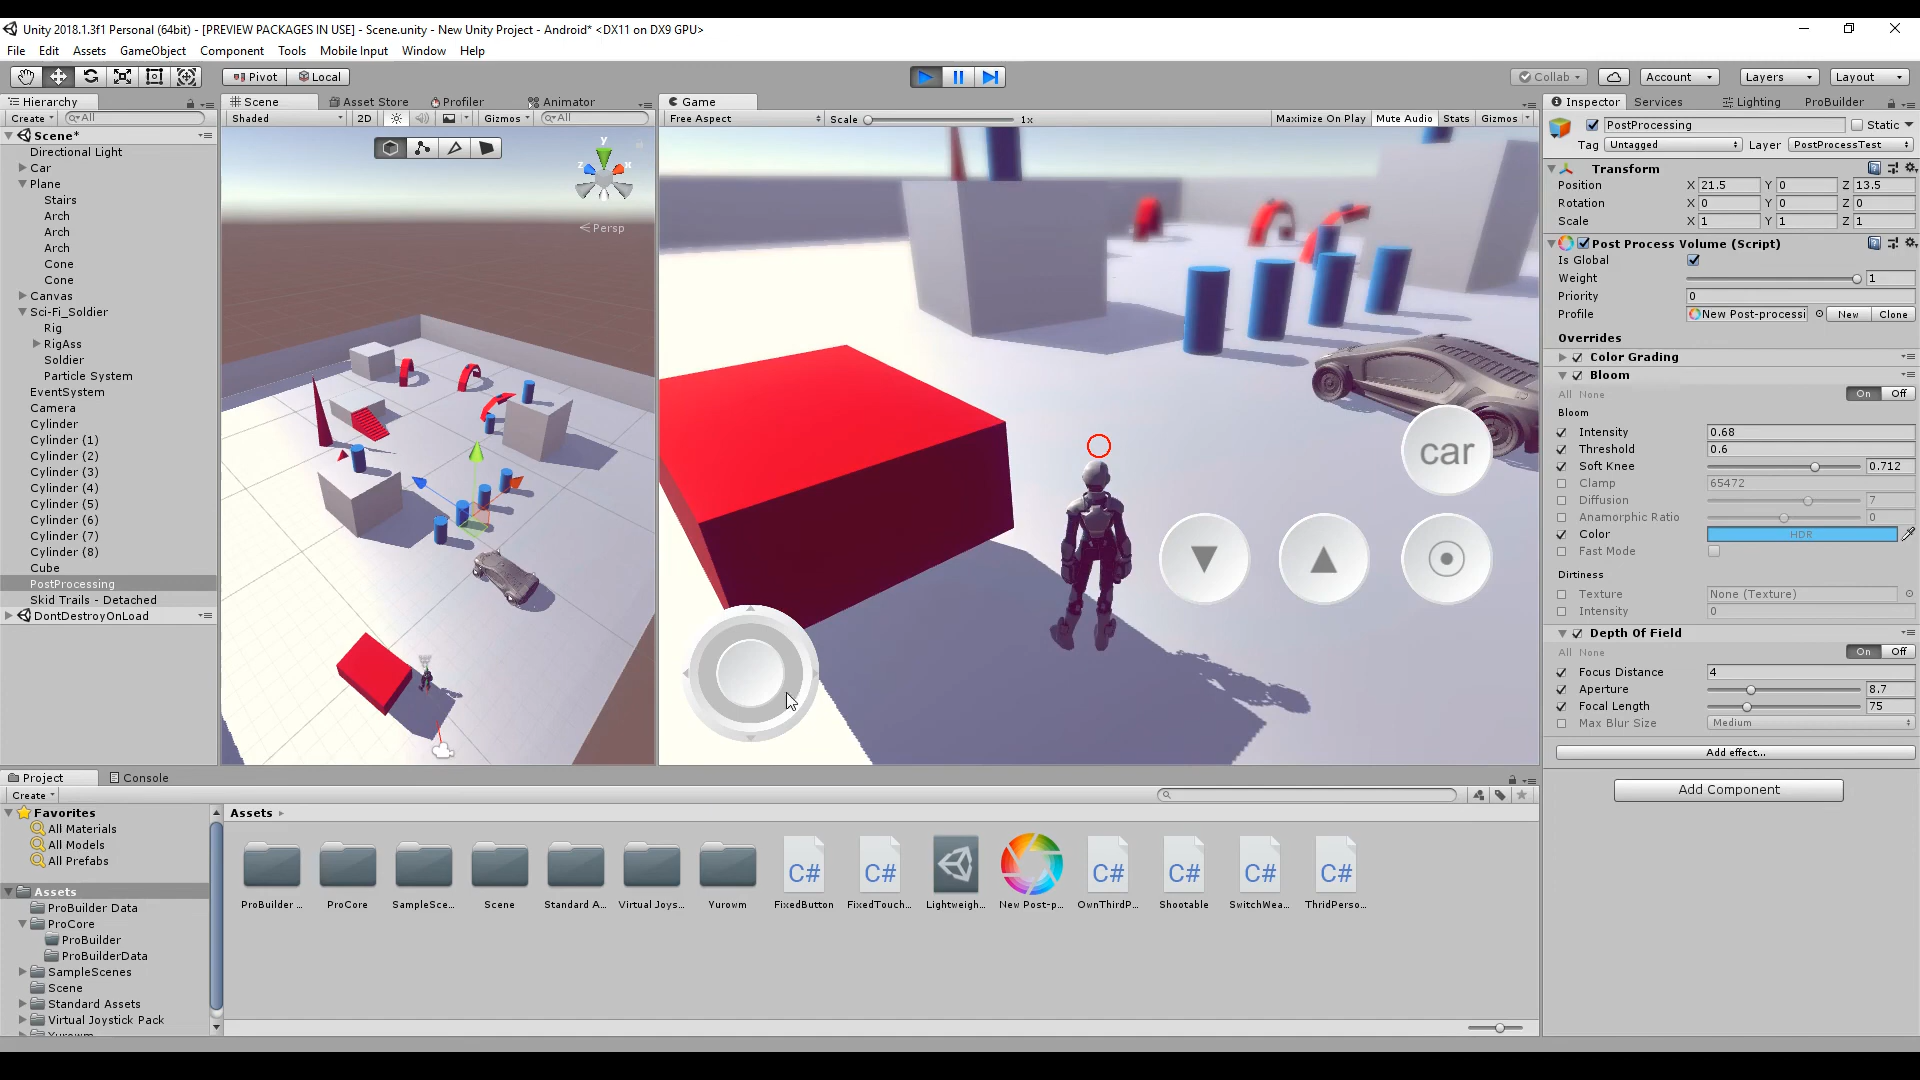 Unity 2018.1.3f1 Personal (64bit) - [PREVIEW PACKAGES IN USE] - Scene.unity - New Unity Project - Android* <DX11 on DX9 GPU>
File Edit Assets GameObject Component Tools Mobile Input Window Help
Pivot Local Collab Account Layers Layout
Hierarchy
Create All
Scene*
Directional Light
Car
Plane
Stairs
Arch
Arch
Arch
Cone
Cone
Canvas
Sci-Fi_Soldier
Rig
RigAss
Soldier
Particle System
EventSystem
Camera
Cylinder
Cylinder (1)
Cylinder (2)
Cylinder (3)
Cylinder (4)
Cylinder (5)
Cylinder (6)
Cylinder (7)
Cylinder (8)
Cube
PostProcessing
Skid Trails - Detached
DontDestroyOnLoad
Scene Asset Store Profiler Animator
Shaded 2D Gizmos All
y
z x
Persp
Game
Free Aspect Scale 1x Maximize On Play Mute Audio Stats Gizmos
car
Inspector Services Lighting ProBuilder
PostProcessing Static
Tag Untagged Layer PostProcessTest
Transform
Position X 21.5 Y 0 Z 13.5
Rotation X 0 Y 0 Z 0
Scale X 1 Y 1 Z 1
Post Process Volume (Script)
Is Global
Weight 1
Priority 0
Profile New Post-processi New Clone
Overrides
Color Grading
Bloom
All None On Off
Bloom
Intensity 0.68
Threshold 0.6
Soft Knee 0.712
Clamp 65472
Diffusion 7
Anamorphic Ratio 0
Color HDR
Fast Mode
Dirtiness
Texture None (Texture)
Intensity 0
Depth Of Field
All None On Off
Focus Distance 4
Aperture 8.7
Focal Length 75
Max Blur Size Medium
Add effect...
Add Component
Project Console
Create
Favorites
All Materials
All Models
All Prefabs
Assets
ProBuilder Data
ProCore
ProBuilder
ProBuilderData
SampleScenes
Scene
Standard Assets
Virtual Joystick Pack
Yurowm
Assets
C# C# C# C# C# C#
ProBuilder ... ProCore SampleSce... Scene Standard A... Virtual Joys... Yurowm FixedButton FixedTouch... Lightweigh... New Post-p... OwnThirdP... Shootable SwitchWea... ThridPerso...